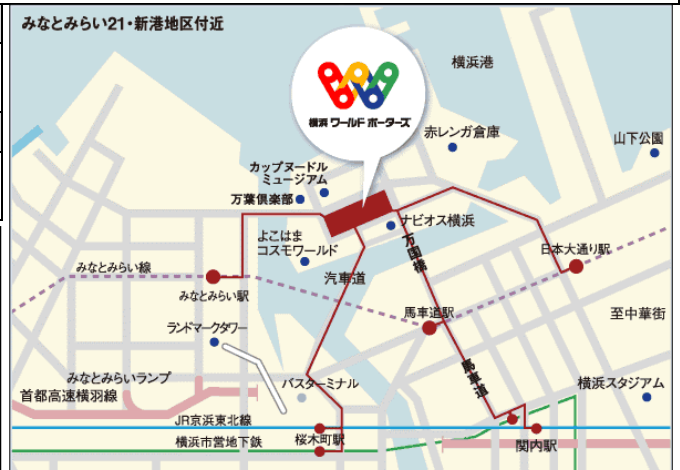 みなとみらい21・新港地区付近
横浜港
横浜 ワールド ポーターズ
赤レンガ倉庫
山下公園
カップヌードル
ミュージアム
万葉倶楽部
ナビオス横浜
よこはま
コスモワールド
万国橋
日本大通り駅
みなとみらい線
汽車道
みなとみらい駅
馬車道駅
至中華街
ランドマークタワー
馬車道
みなとみらいランプ
バスターミナル
横浜スタジアム
首都高速横羽線
JR京浜東北線
桜木町駅
横浜市営地下鉄
関内駅